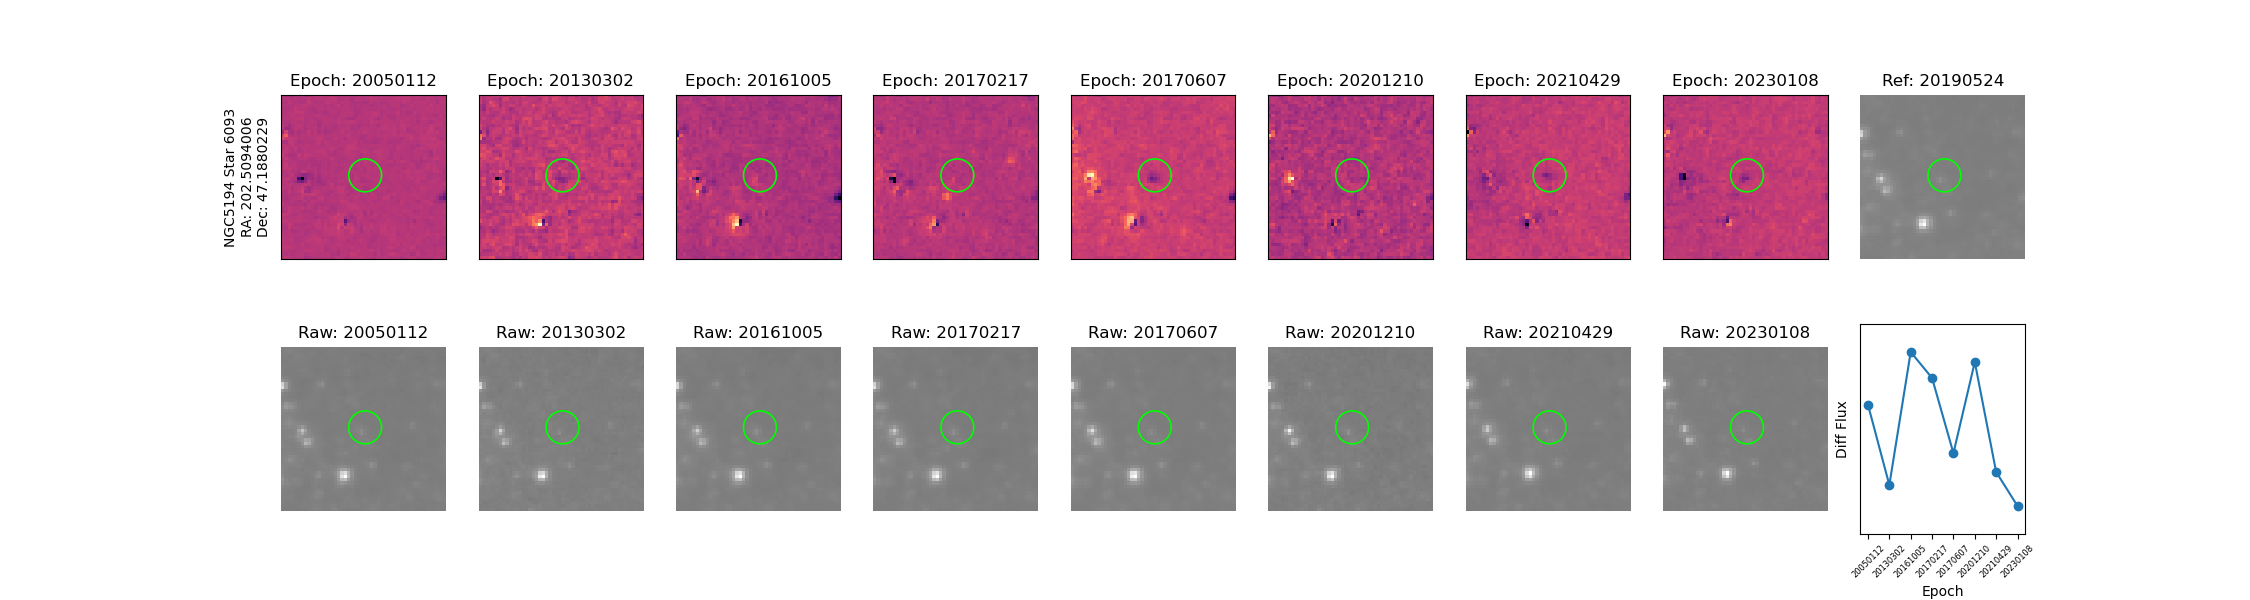 NGC5194 Star 6093
RA: 202.5094006
Dec: 47.1880229
Epoch: 20050112
Epoch: 20130302
Epoch: 20161005
Epoch: 20170217
Epoch: 20170607
Epoch: 20201210
Epoch: 20210429
Epoch: 20230108
Ref: 20190524
Raw: 20050112
Raw: 20130302
Raw: 20161005
Raw: 20170217
Raw: 20170607
Raw: 20201210
Raw: 20210429
Raw: 20230108
Diff Flux
20050112
20130302
20161005
20170217
20170607
20201210
20210429
20230108
Epoch